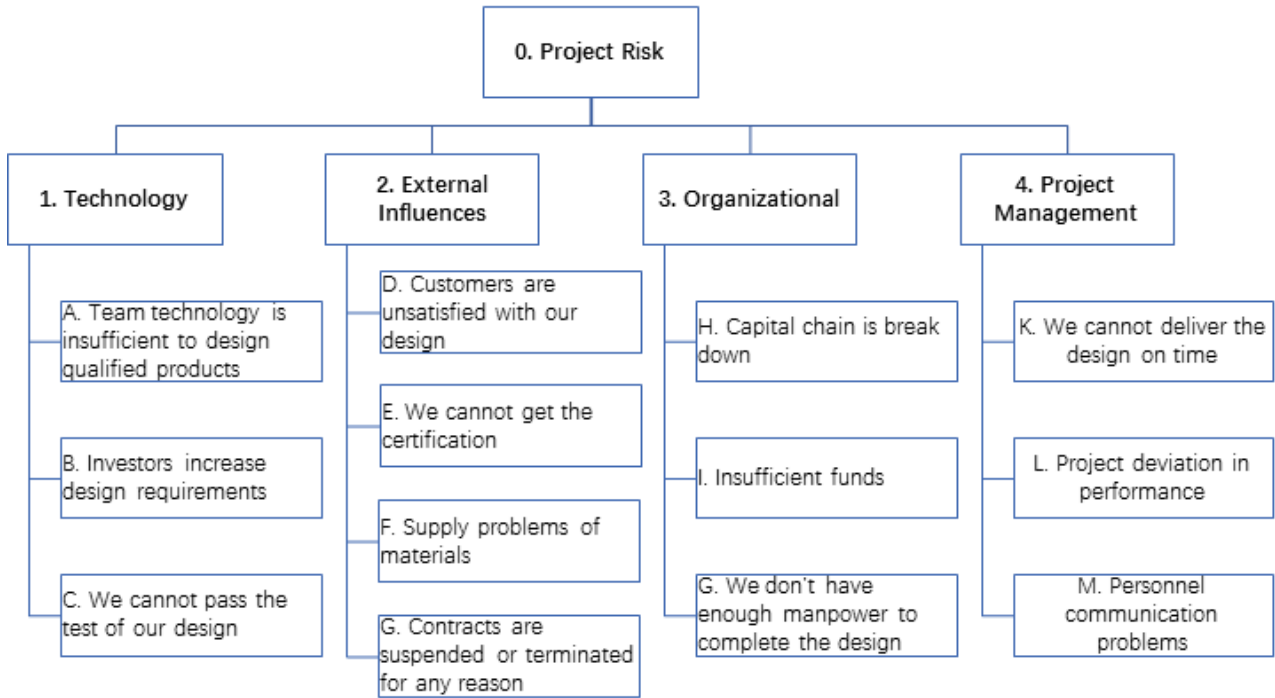 0. Project Risk
1. Technology
2. External
Influences
3. Organizational
4. Project
Management
A. Team technology is
insufficient to design
qualified products
B. Investors increase
design requirements
C. We cannot pass the
test of our design
D. Customers are
unsatisfied with our
design
E. We cannot get the
certification
F. Supply problems of
materials
G. Contracts are
suspended or terminated
for any reason
H. Capital chain is break
down
I. Insufficient funds
G. We don't have
enough manpower to
complete the design
K. We cannot deliver the
design on time
L. Project deviation in
performance
M. Personnel
communication
problems